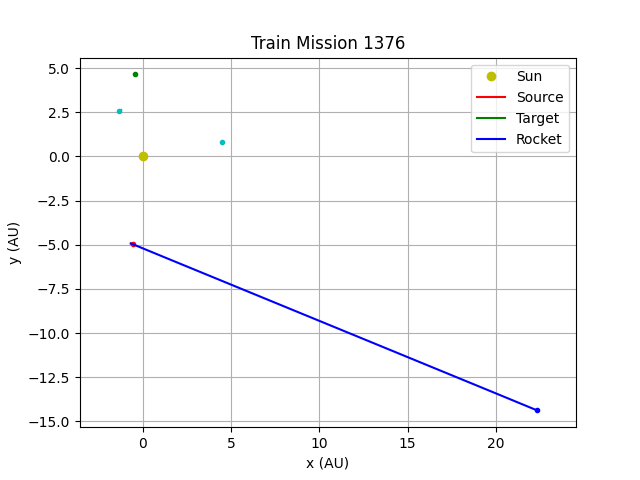 Train Mission 1376
Sun
Source
Target
Rocket
y (AU)
5.0
2.5
0.0
−2.5
−5.0
−7.5
−10.0
−12.5
−15.0
0 5 10 15 20
x (AU)